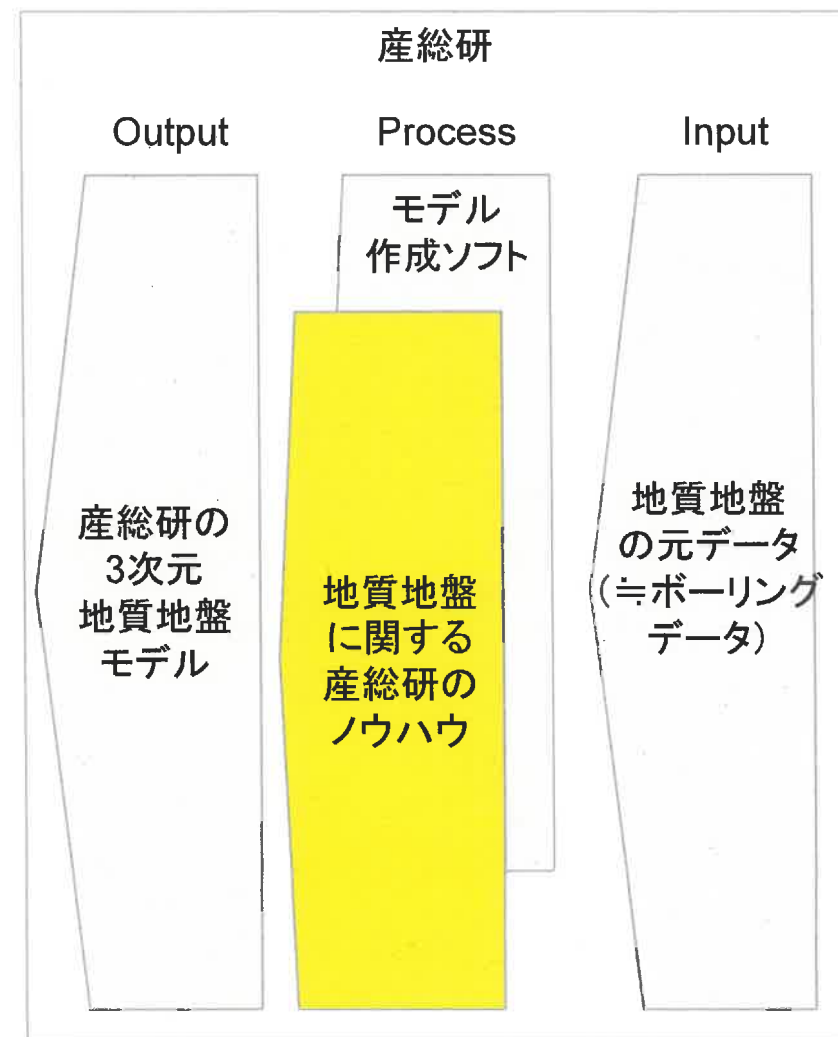 産総研
Output
Process
Input
モデル
作成ソフト
産総研の
3次元
地質地盤
モデル
地質地盤
に関する
産総研の
ノウハウ
地質地盤
の元データ
(≒ボーリング
データ)